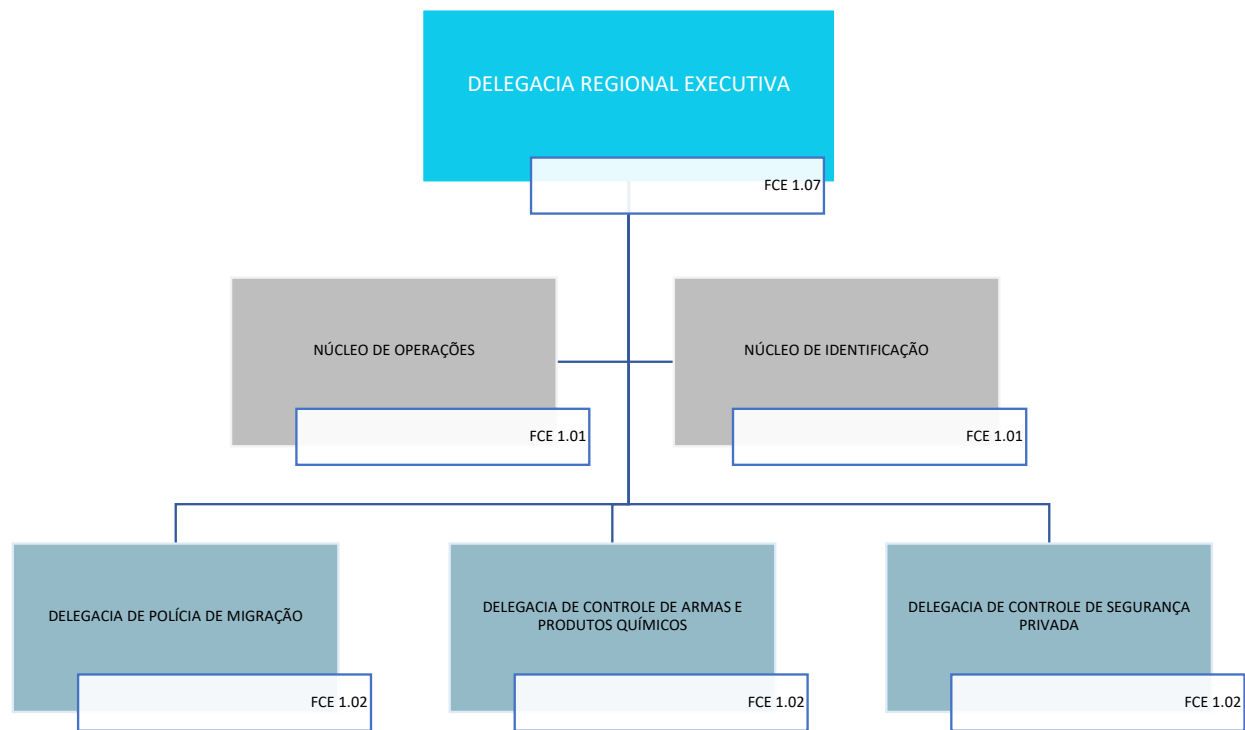 DELEGACIA REGIONAL EXECUTIVA
FCE 1.07
NÚCLEO DE OPERAÇÕES
FCE 1.01
NÚCLEO DE IDENTIFICAÇÃO
FCE 1.01
DELEGACIA DE POLÍCIA DE MIGRAÇÃO
FCE 1.02
DELEGACIA DE CONTROLE DE ARMAS E
PRODUTOS QUÍMICOS
FCE 1.02
DELEGACIA DE CONTROLE DE SEGURANÇA
PRIVADA
FCE 1.02